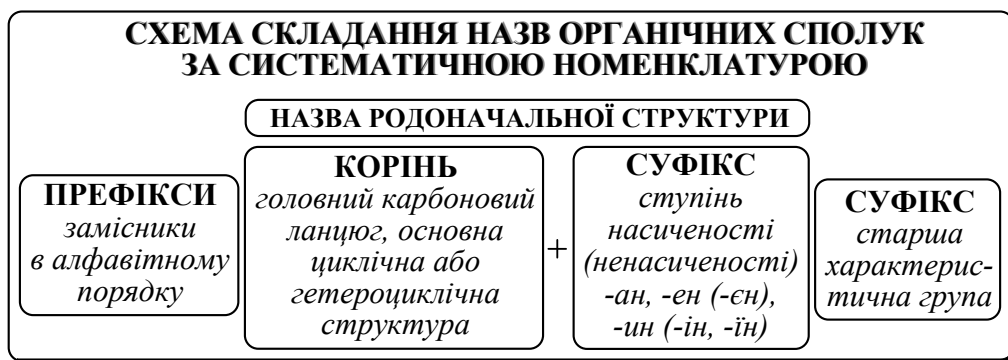 СХЕМА СКЛАДАННЯ НАЗВ ОРГАНІЧНИХ СПОЛУК
ЗА СИСТЕМАТИЧНОЮ НОМЕНКЛАТУРОЮ
НАЗВА РОДОНАЧАЛЬНОЇ СТРУКТУРИ
ПРЕФІКСИ
замісники
в алфавітному
порядку
КОРІНЬ
головний карбоновий
ланцюг, основна
циклічна або
гетероциклічна
структура
+
СУФІКС
ступінь
насиченості
(ненасиченості)
-ан, -ен (-єн),
-ин (-ін, -їн)
СУФІКС
старша
характерис-
тична група